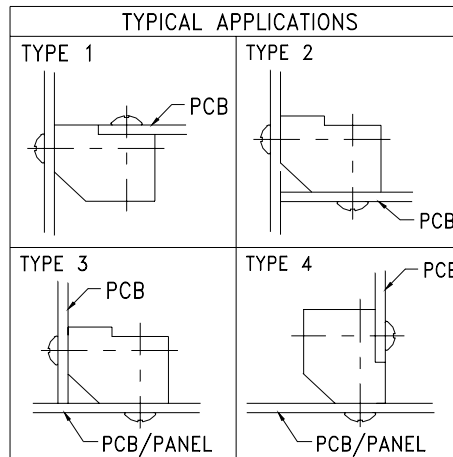 TYPICAL APPLICATIONS
TYPE 1
PCB
TYPE 2
PCB
TYPE 3
PCB
PCB/PANEL
TYPE 4
PCB
PCB/PANEL